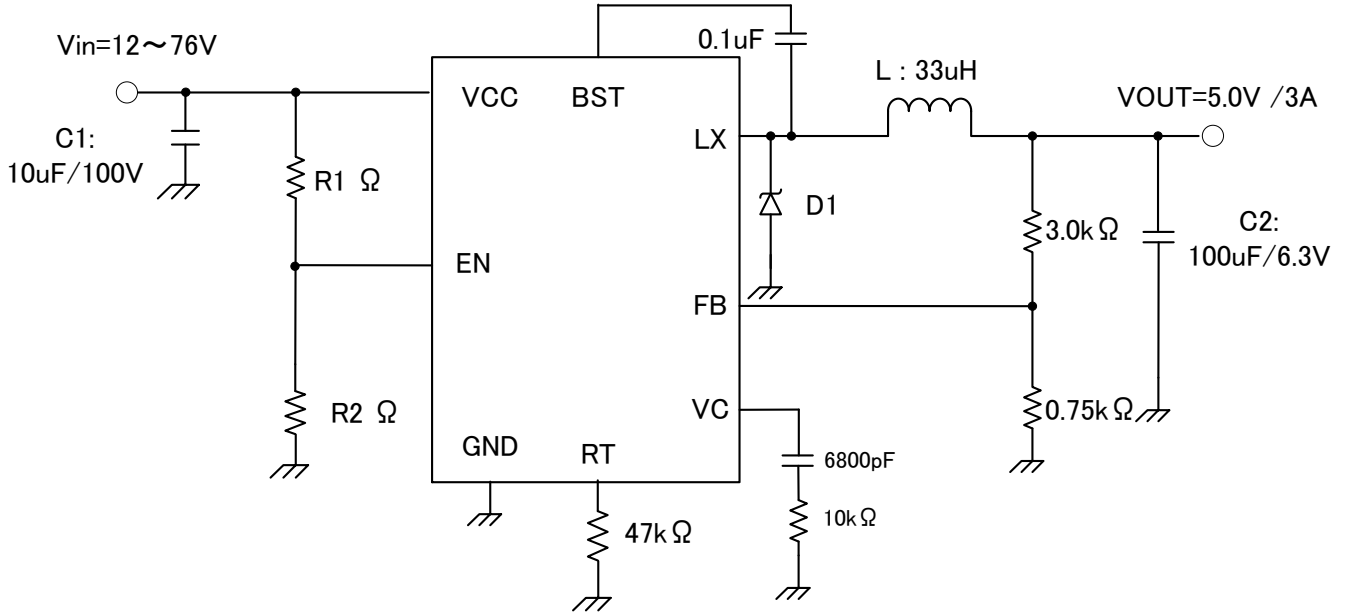 Vin=12～76V
C1:
10uF/100V
R1 Ω
R2 Ω
VCC
BST
EN
GND
RT
LX
FB
VC
0.1uF
L : 33uH
VOUT=5.0V /3A
D1
3.0kΩ
C2:
100uF/6.3V
0.75kΩ
6800pF
10kΩ
47kΩ